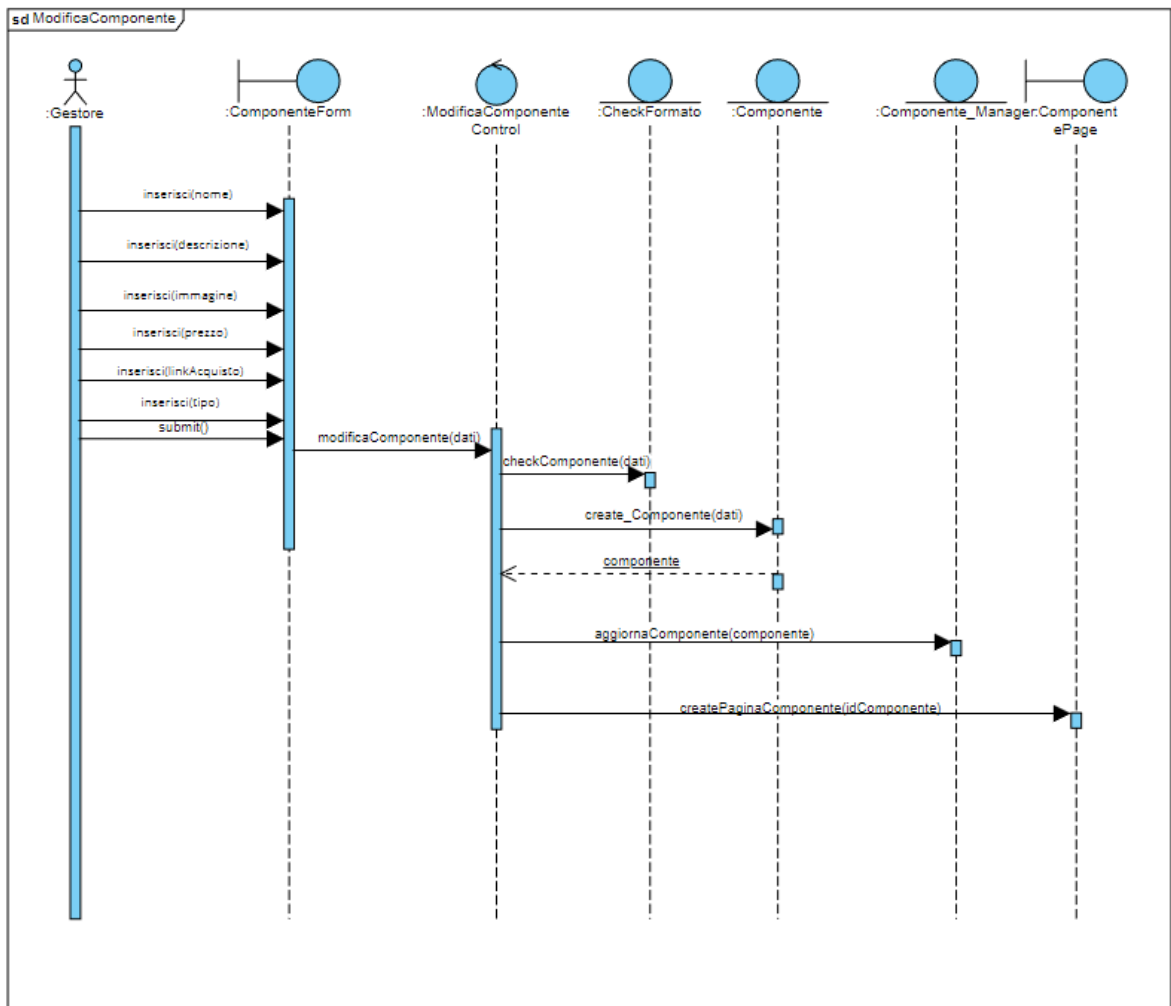 sd ModificaComponente
:Gestore
:ComponenteForm
:ModificaComponente
Control
:CheckFormato
:Componente
:Componente_Manager
:Component
ePage
inserisci(nome)
inserisci(descrizione)
inserisci(immagine)
inserisci(prezzo)
inserisci(linkAcquisto)
inserisci(tipo)
submit()
modificaComponente(dati)
checkComponente(dati)
create_Componente(dati)
componente
aggiornaComponente(componente)
createPaginaComponente(idComponente)